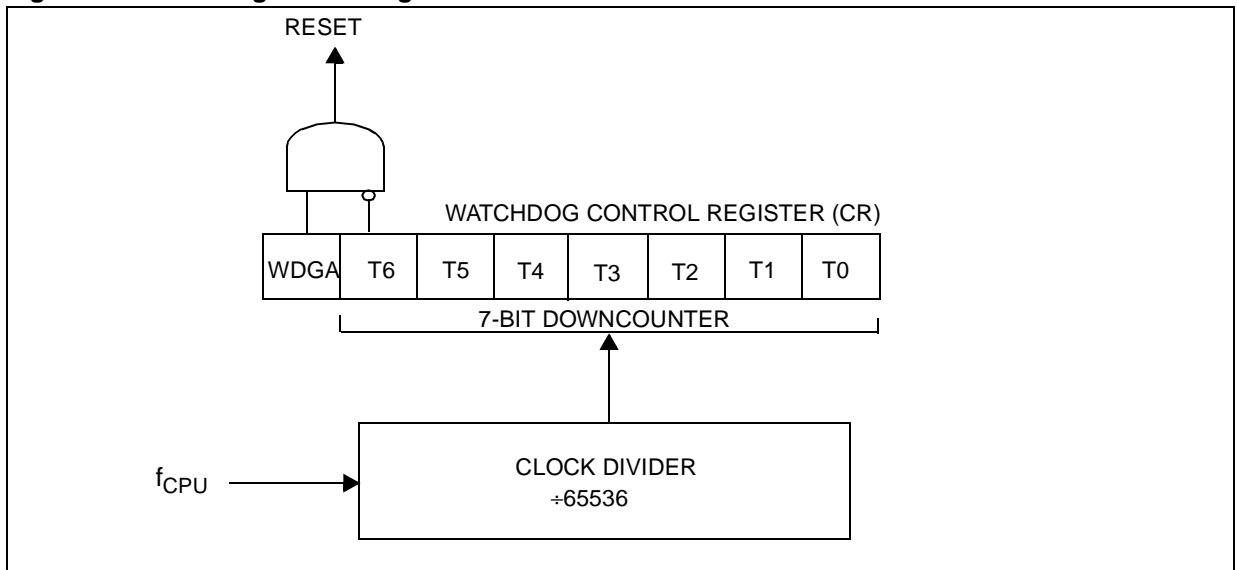 RESET
WATCHDOG CONTROL REGISTER (CR)
WDGA T6 T5 T4 T3 T2 T1 T0
7-BIT DOWNCOUNTER
fCPU
CLOCK DIVIDER
÷65536